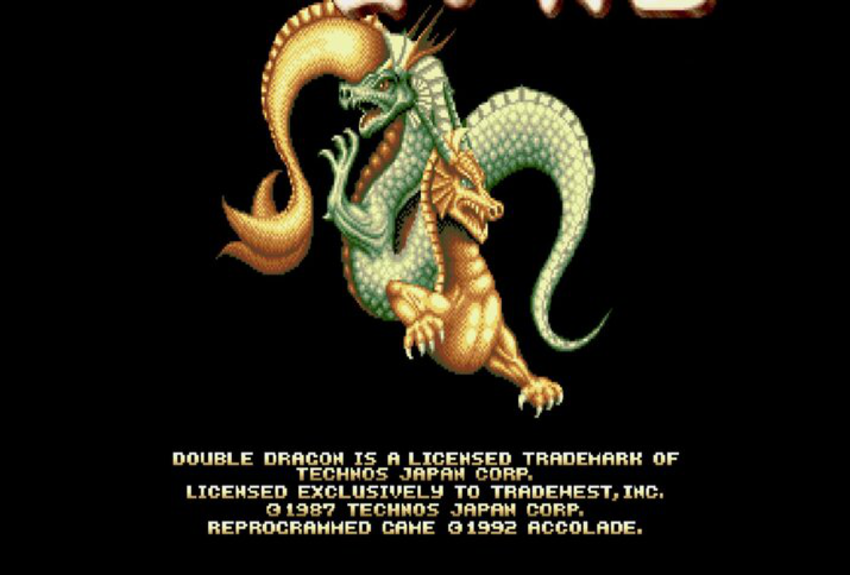 DOUBLE DRAGON IS A LICENSED TRADEMARK OF
TECHNOS JAPAN CORP.
LICENSED EXCLUSIVELY TO TRADEWEST,INC.
©1987 TECHNOS JAPAN CORP.
REPROGRAMMED GAME ©1992 ACCOLADE.